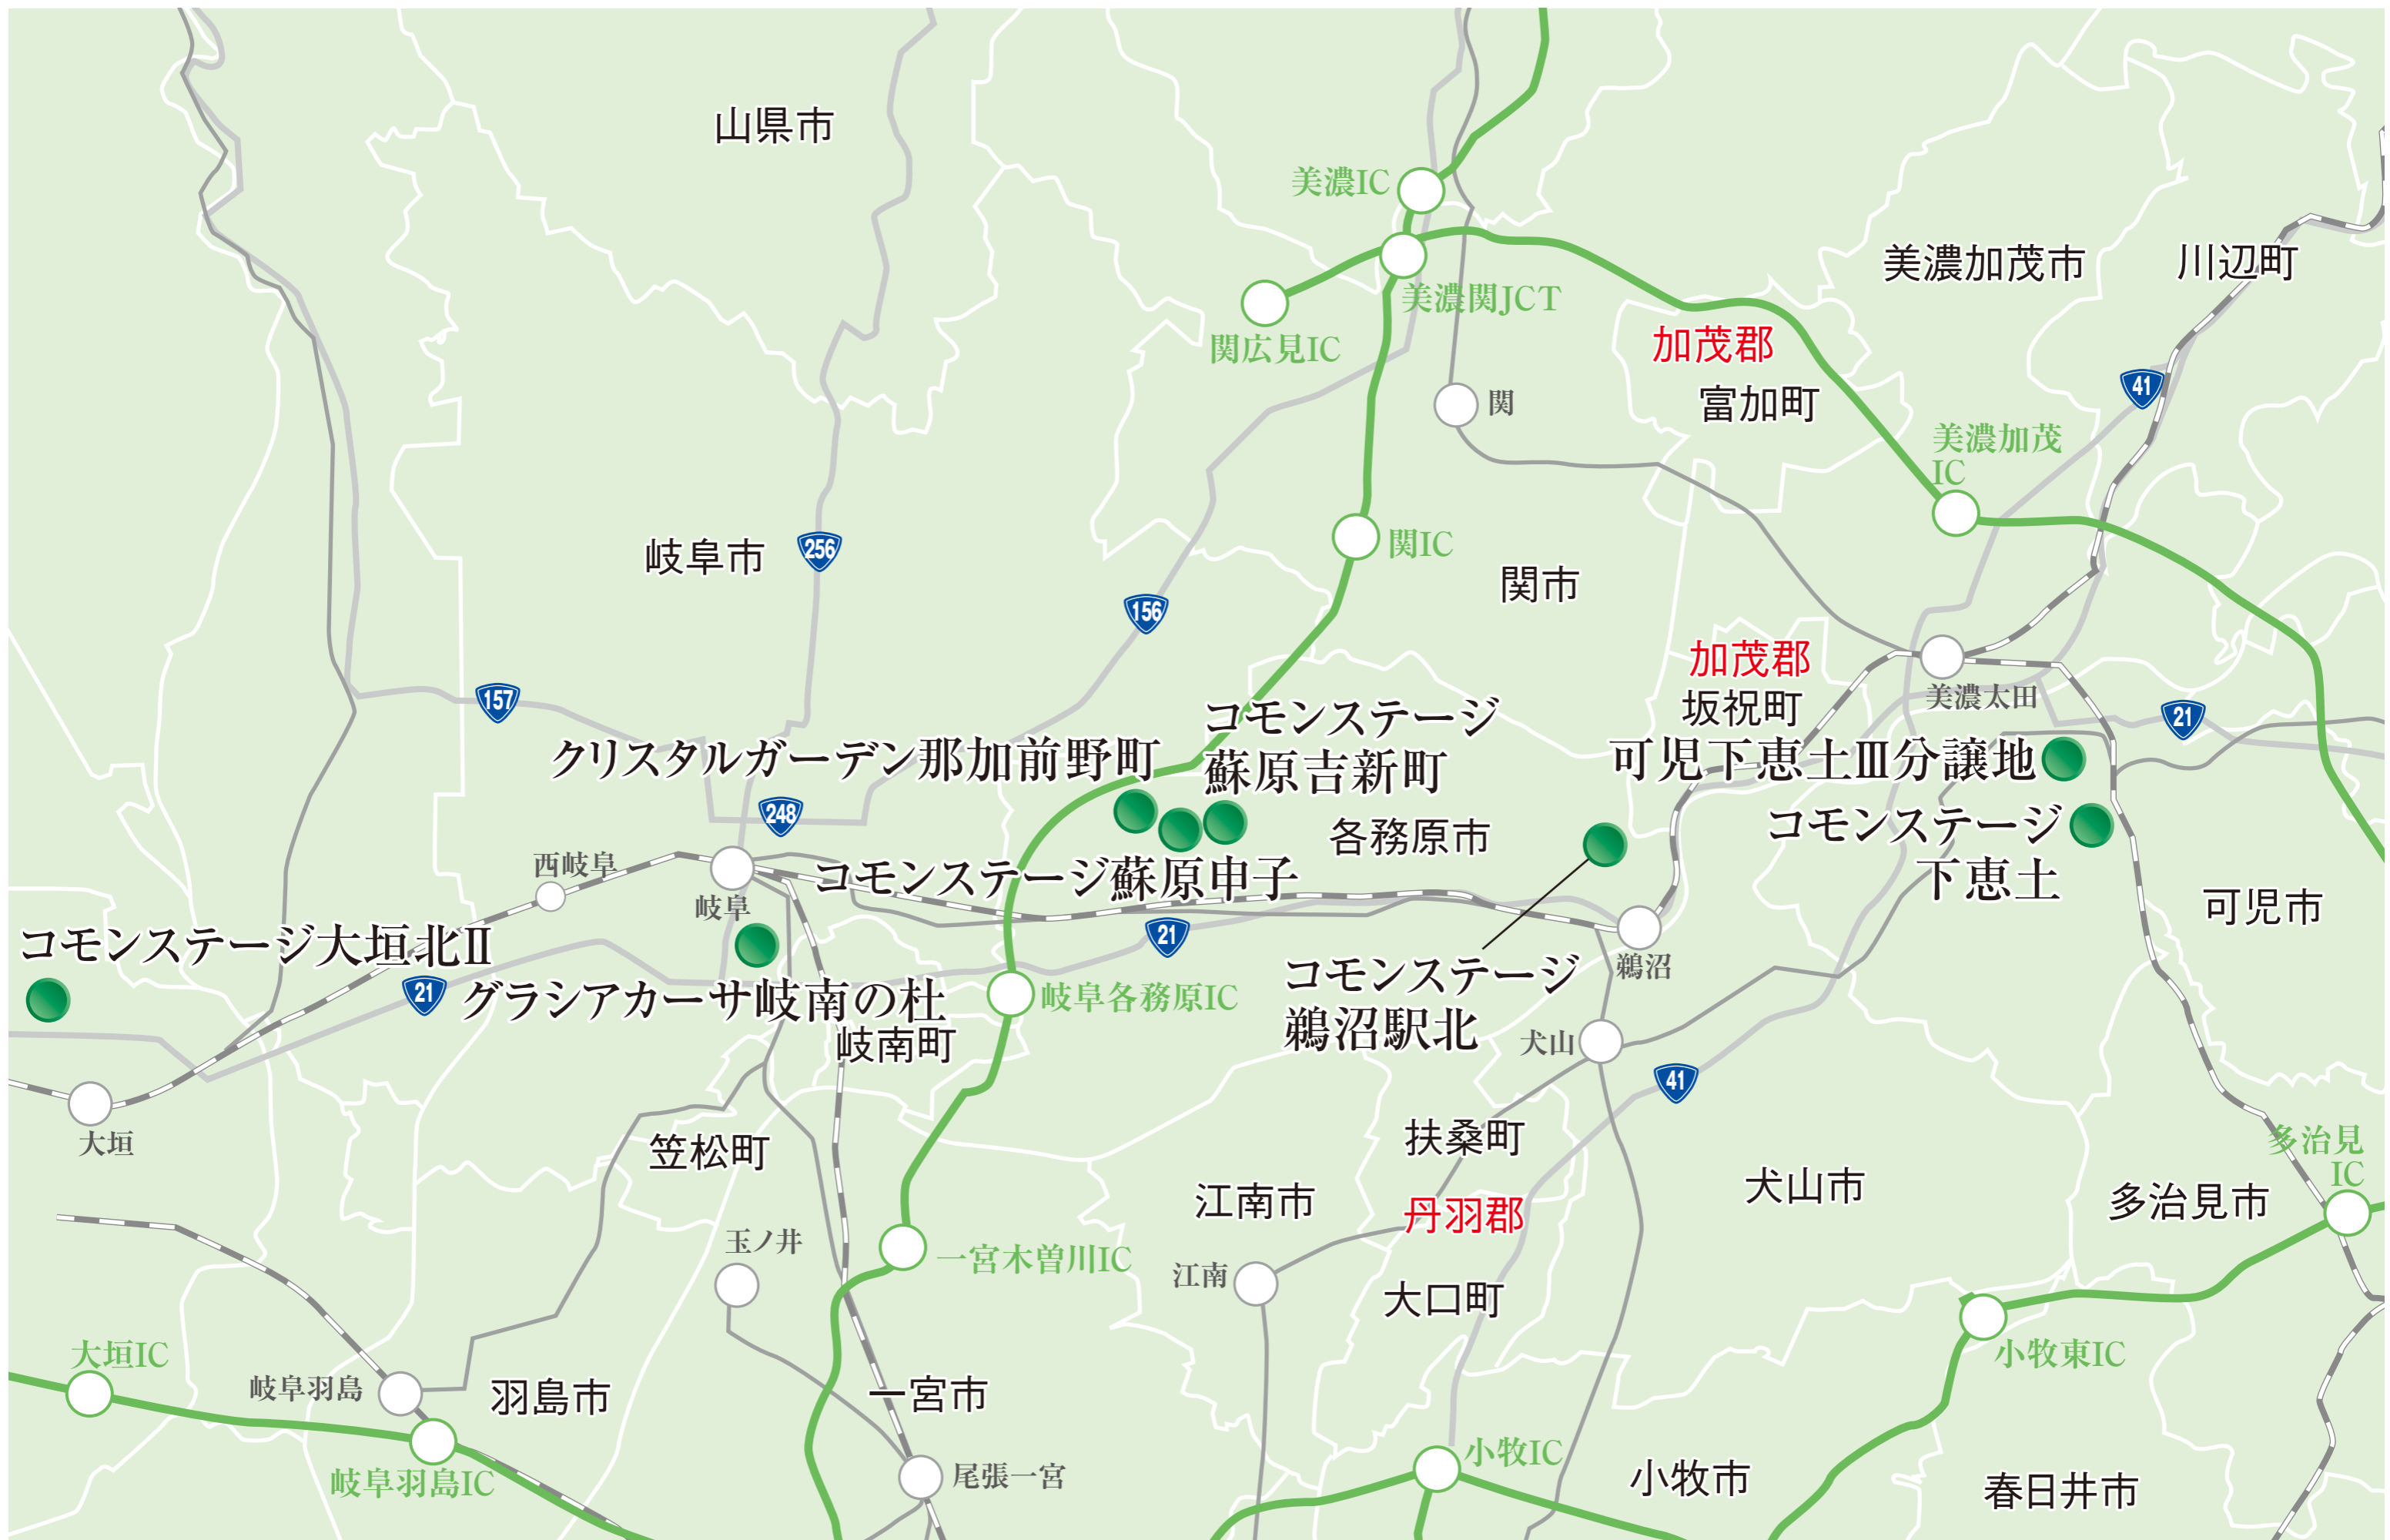 山県市
美濃IC
美濃加茂市
川辺町
美濃関JCT
関広見IC
加茂郡
富加町
41
関
美濃加茂
IC
岐阜市
256
関IC
関市
156
加茂郡
坂祝町
美濃太田
157
21
コモンステージ
蘇原吉新町
クリスタルガーデン那加前野町
可児下恵土Ⅲ分譲地
248
コモンステージ
下恵土
各務原市
西岐阜
岐阜
コモンステージ蘇原申子
可児市
コモンステージ大垣北Ⅱ
21
21
グラシアカーサ岐南の杜
岐南町
岐阜各務原IC
コモンステージ
鵜沼駅北
鵜沼
犬山
41
大垣
笠松町
扶桑町
多治見
IC
江南市
丹羽郡
犬山市
多治見市
玉ノ井
一宮木曽川IC
江南
大口町
大垣IC
岐阜羽島
羽島市
一宮市
小牧東IC
岐阜羽島IC
尾張一宮
小牧IC
小牧市
春日井市